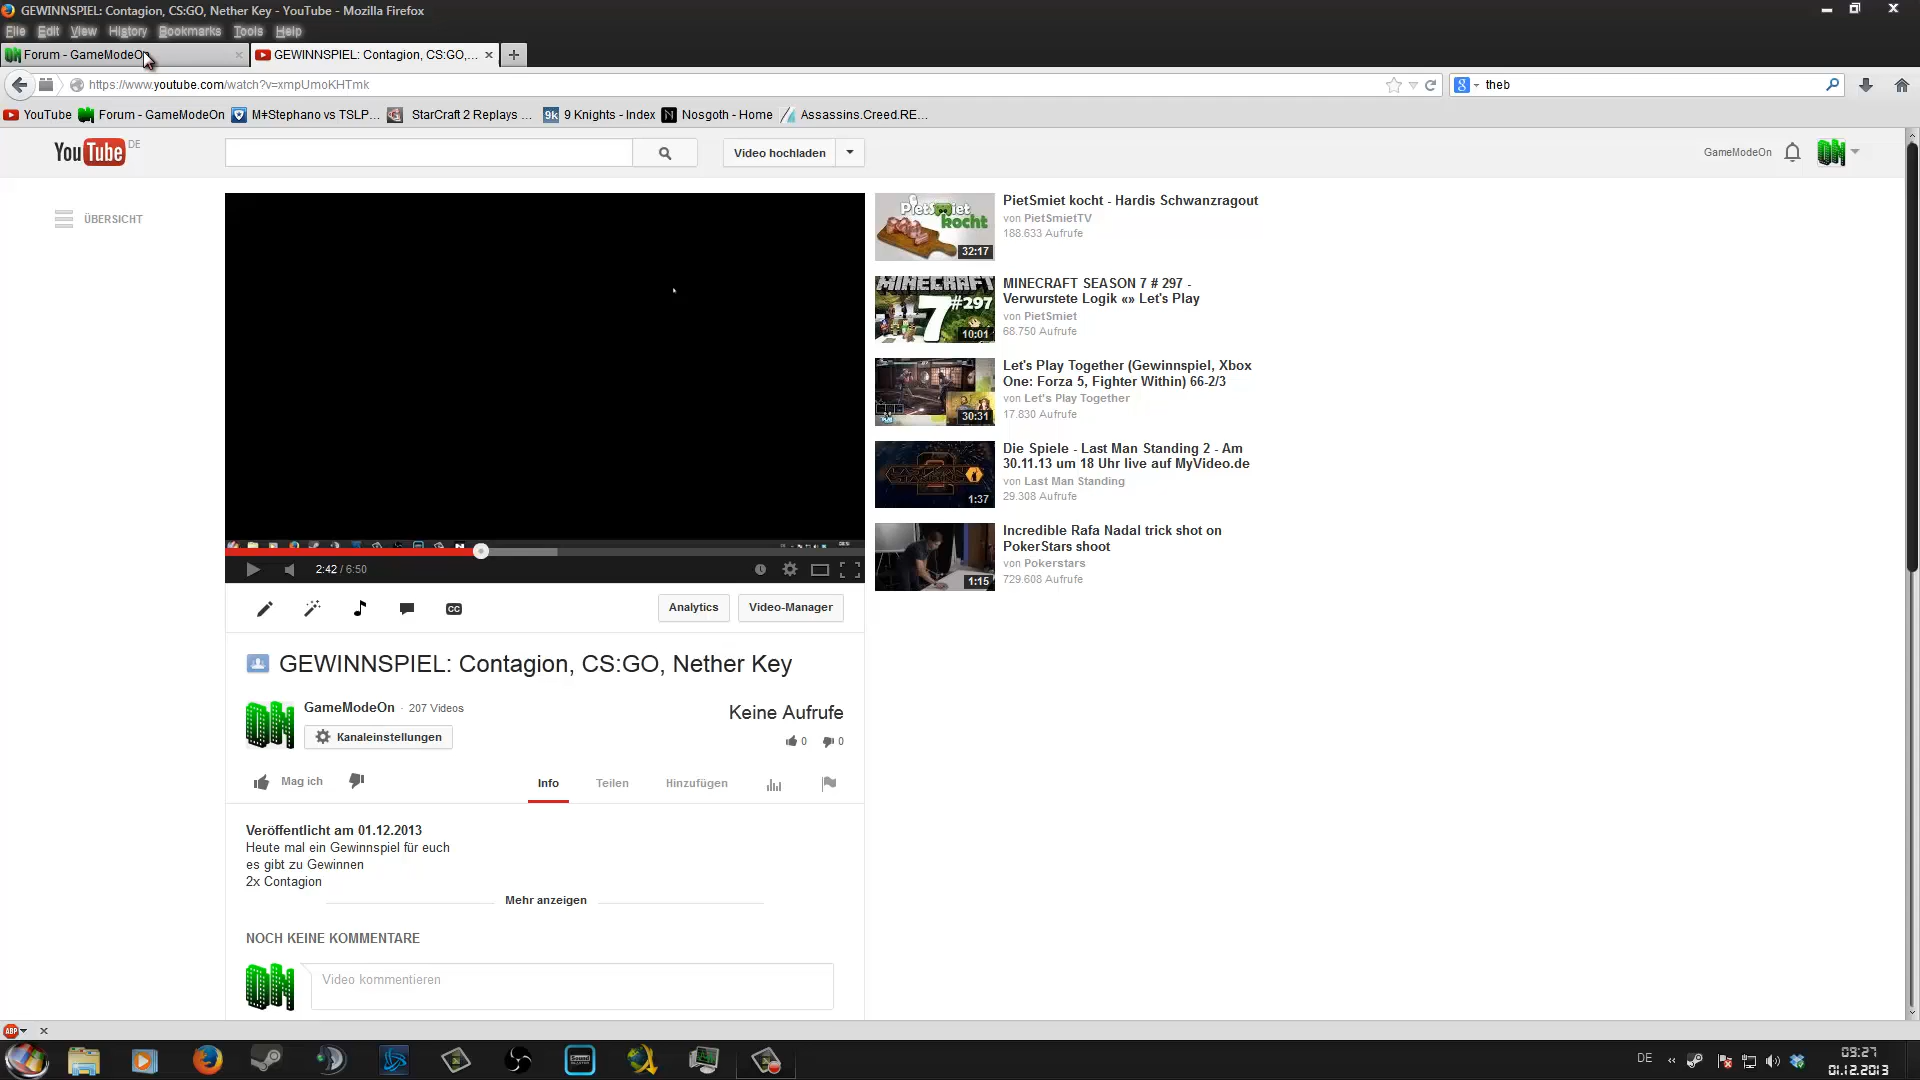 GEWINNSPIEL: Contagion, CS:GO, Nether Key - YouTube - Mozilla Firefox
File Edit View History Bookmarks Tools Help
Forum - GameModeOn
GEWINNSPIEL: Contagion, CS:GO,...
https://www.youtube.com/watch?v=xmpUmoKHTmk
theb
YouTube
Forum - GameModeOn
M+Stephano vs TSLP...
StarCraft 2 Replays ...
9k 9 Knights - Index
Nosgoth - Home
Assassins.Creed.RE...
YouTube DE
Video hochladen
GameModeOn
ÜBERSICHT
2:42 / 6:50
CC
Analytics
Video-Manager
GEWINNSPIEL: Contagion, CS:GO, Nether Key
GameModeOn · 207 Videos
Kanaleinstellungen
Keine Aufrufe
0 0
Mag ich
Info
Teilen
Hinzufügen
Veröffentlicht am 01.12.2013
Heute mal ein Gewinnspiel für euch
es gibt zu Gewinnen
2x Contagion
Mehr anzeigen
NOCH KEINE KOMMENTARE
Video kommentieren
PietSmiet kocht
32:17
PietSmiet kocht - Hardis Schwanzragout
von PietSmietTV
188.633 Aufrufe
MINECRAFT
7 #297
10:01
MINECRAFT SEASON 7 # 297 -
Verwurstete Logik «» Let's Play
von PietSmiet
68.750 Aufrufe
30:31
Let's Play Together (Gewinnspiel, Xbox
One: Forza 5, Fighter Within) 66-2/3
von Let's Play Together
17.830 Aufrufe
1:37
Die Spiele - Last Man Standing 2 - Am
30.11.13 um 18 Uhr live auf MyVideo.de
von Last Man Standing
29.308 Aufrufe
1:15
Incredible Rafa Nadal trick shot on
PokerStars shoot
von Pokerstars
729.608 Aufrufe
ABP
DE
09:27
01.12.2013